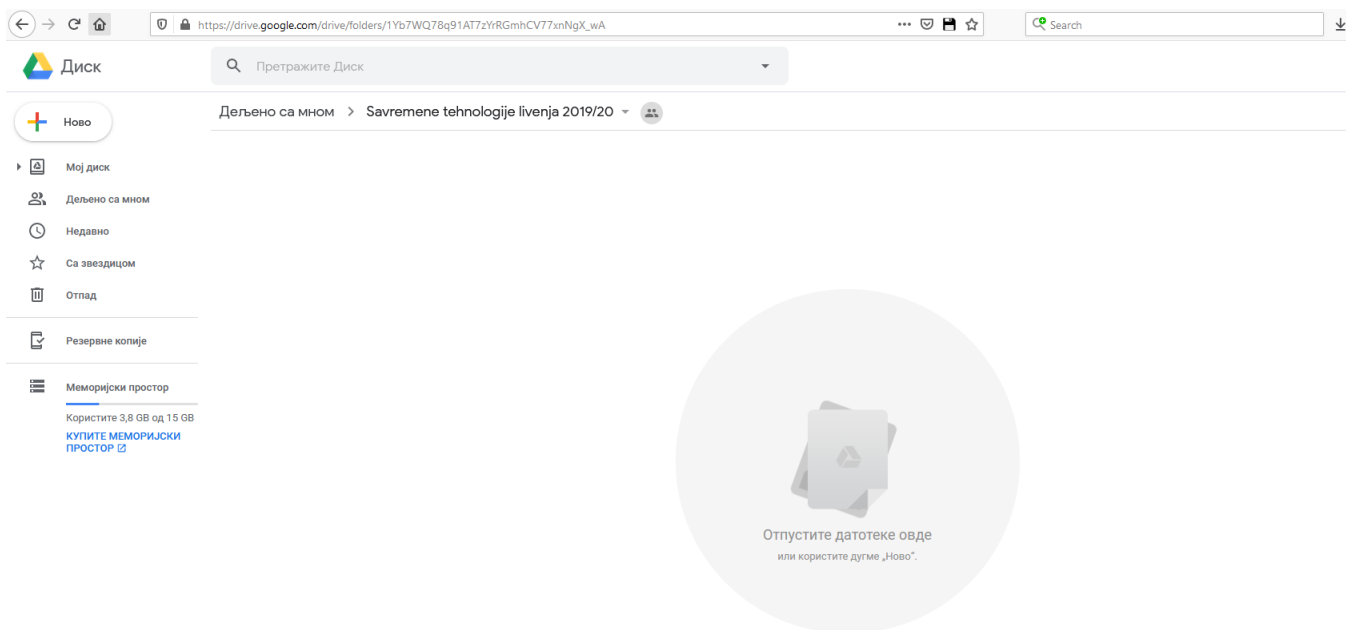 https://drive.google.com/drive/folders/1Yb7WQ78q91AT7zYrRGmhCV77xnNgX_wA
Search
Диск
Претражите Диск
Ново
Дељено са мном > Savremene tehnologije livenja 2019/20
Мој диск
Дељено са мном
Недавно
Са звездицом
Отпад
Резервне копије
Меморијски простор
Користите 3,8 GB од 15 GB
КУПИТЕ МЕМОРИЈСКИ
ПРОСТОР
Отпустите датотеке овде
или користите дугме „Ново“.